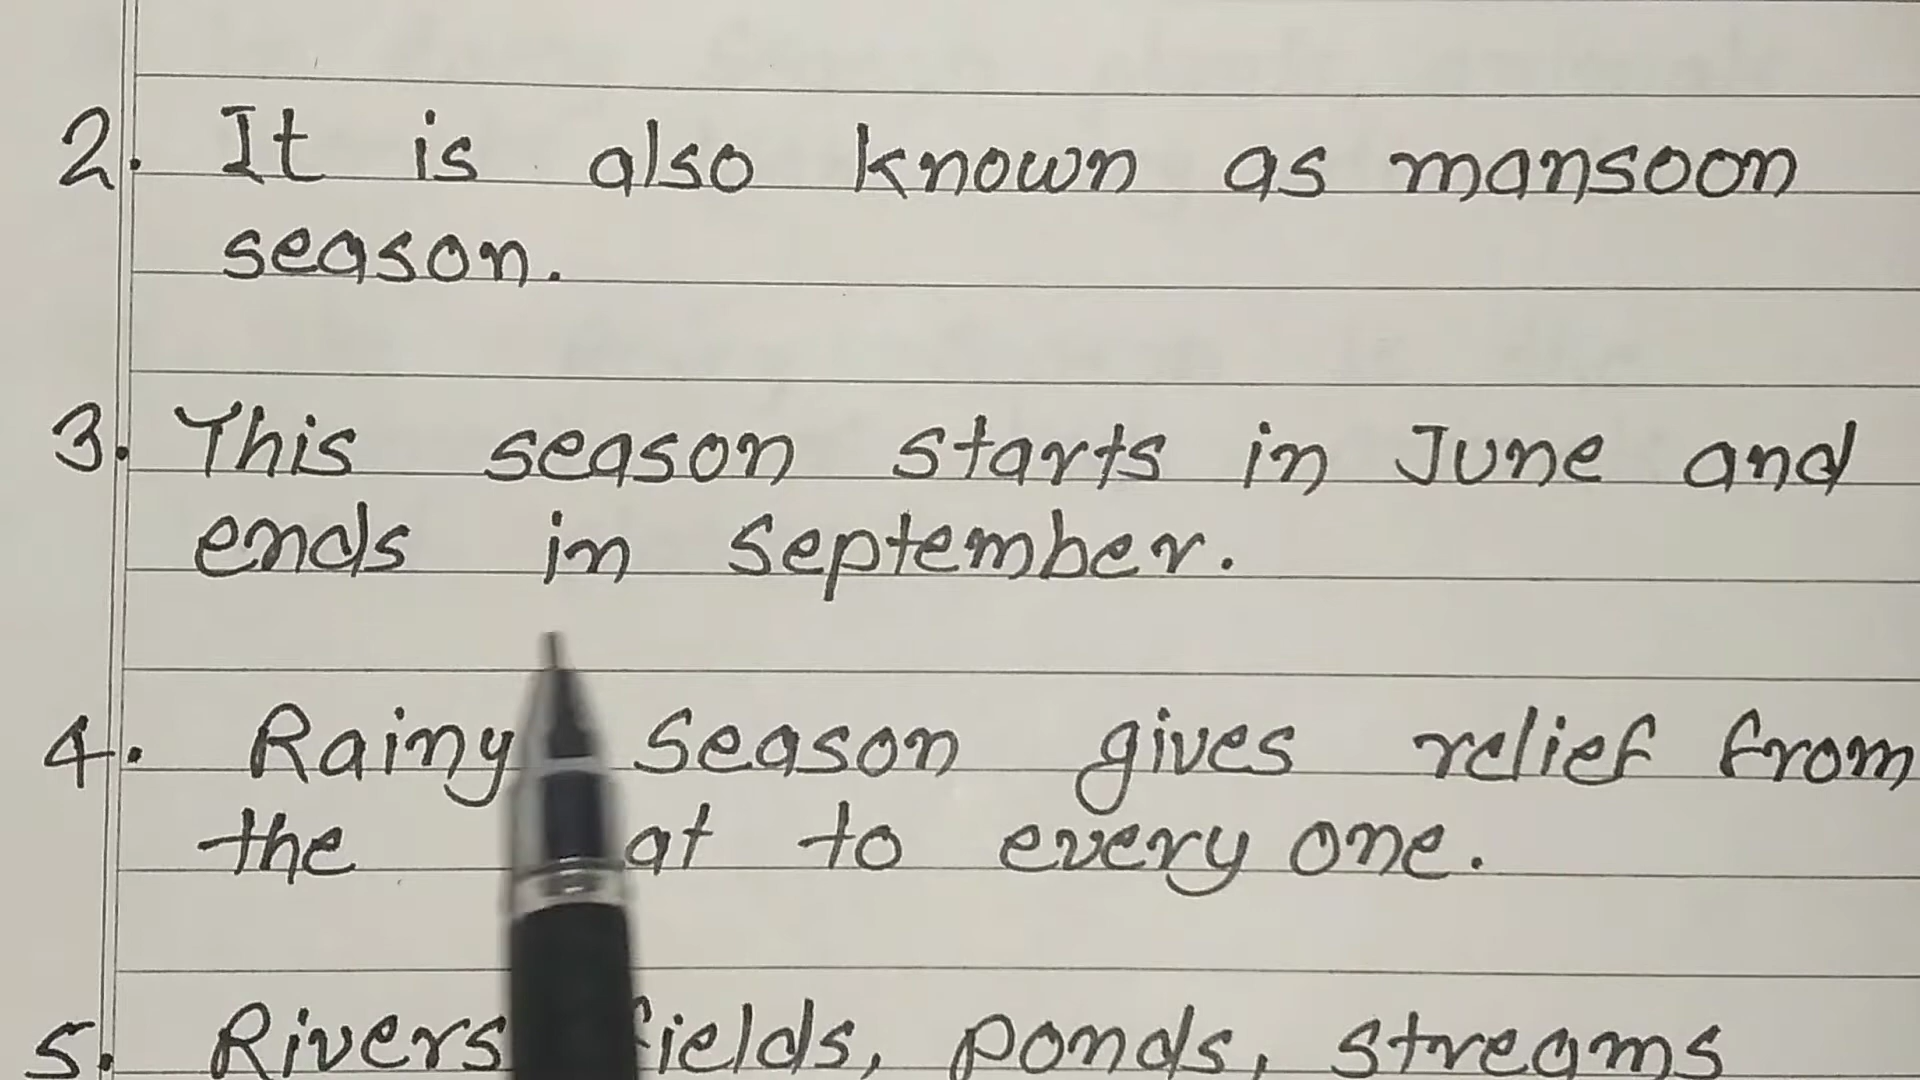 2. It is also known as mansoon
season.
3. This season starts in June and
ends in September.
4. Rainy Season gives relief from
the at to every one.
5. Rivers fields, ponds, streams